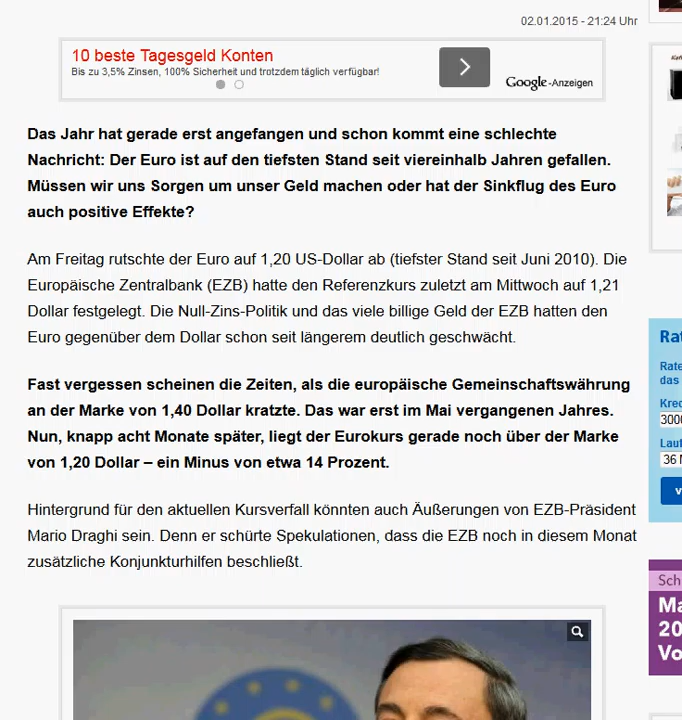 02.01.2015 - 21:24 Uhr
10 beste Tagesgeld Konten
Bis zu 3,5% Zinsen, 100% Sicherheit und trotzdem täglich verfügbar!
Google-Anzeigen
Das Jahr hat gerade erst angefangen und schon kommt eine schlechte
Nachricht: Der Euro ist auf den tiefsten Stand seit viereinhalb Jahren gefallen.
Müssen wir uns Sorgen um unser Geld machen oder hat der Sinkflug des Euro
auch positive Effekte?
Am Freitag rutschte der Euro auf 1,20 US-Dollar ab (tiefster Stand seit Juni 2010). Die
Europäische Zentralbank (EZB) hatte den Referenzkurs zuletzt am Mittwoch auf 1,21
Dollar festgelegt. Die Null-Zins-Politik und das viele billige Geld der EZB hatten den
Euro gegenüber dem Dollar schon seit längerem deutlich geschwächt.
Fast vergessen scheinen die Zeiten, als die europäische Gemeinschaftswährung
an der Marke von 1,40 Dollar kratzte. Das war erst im Mai vergangenen Jahres.
Nun, knapp acht Monate später, liegt der Eurokurs gerade noch über der Marke
von 1,20 Dollar – ein Minus von etwa 14 Prozent.
Hintergrund für den aktuellen Kursverfall könnten auch Äußerungen von EZB-Präsident
Mario Draghi sein. Denn er schürte Spekulationen, dass die EZB noch in diesem Monat
zusätzliche Konjunkturhilfen beschließt.
Rat
Rate
das
Kred
3000
Lauf
36 M
v
Sch
Ma
20
Vo